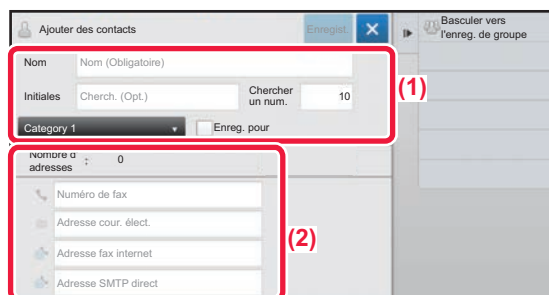 Ajouter des contacts
Enregist.
Basculer vers
l'enreg. de groupe
Nom
Nom (Obligatoire)
(1)
Initiales
Cherch. (Opt.)
Chercher
un num.
10
Category 1
Enreg. pour
Nombre d
adresses
:
0
Numéro de fax
Adresse cour. élect.
(2)
Adresse fax internet
Adresse SMTP direct